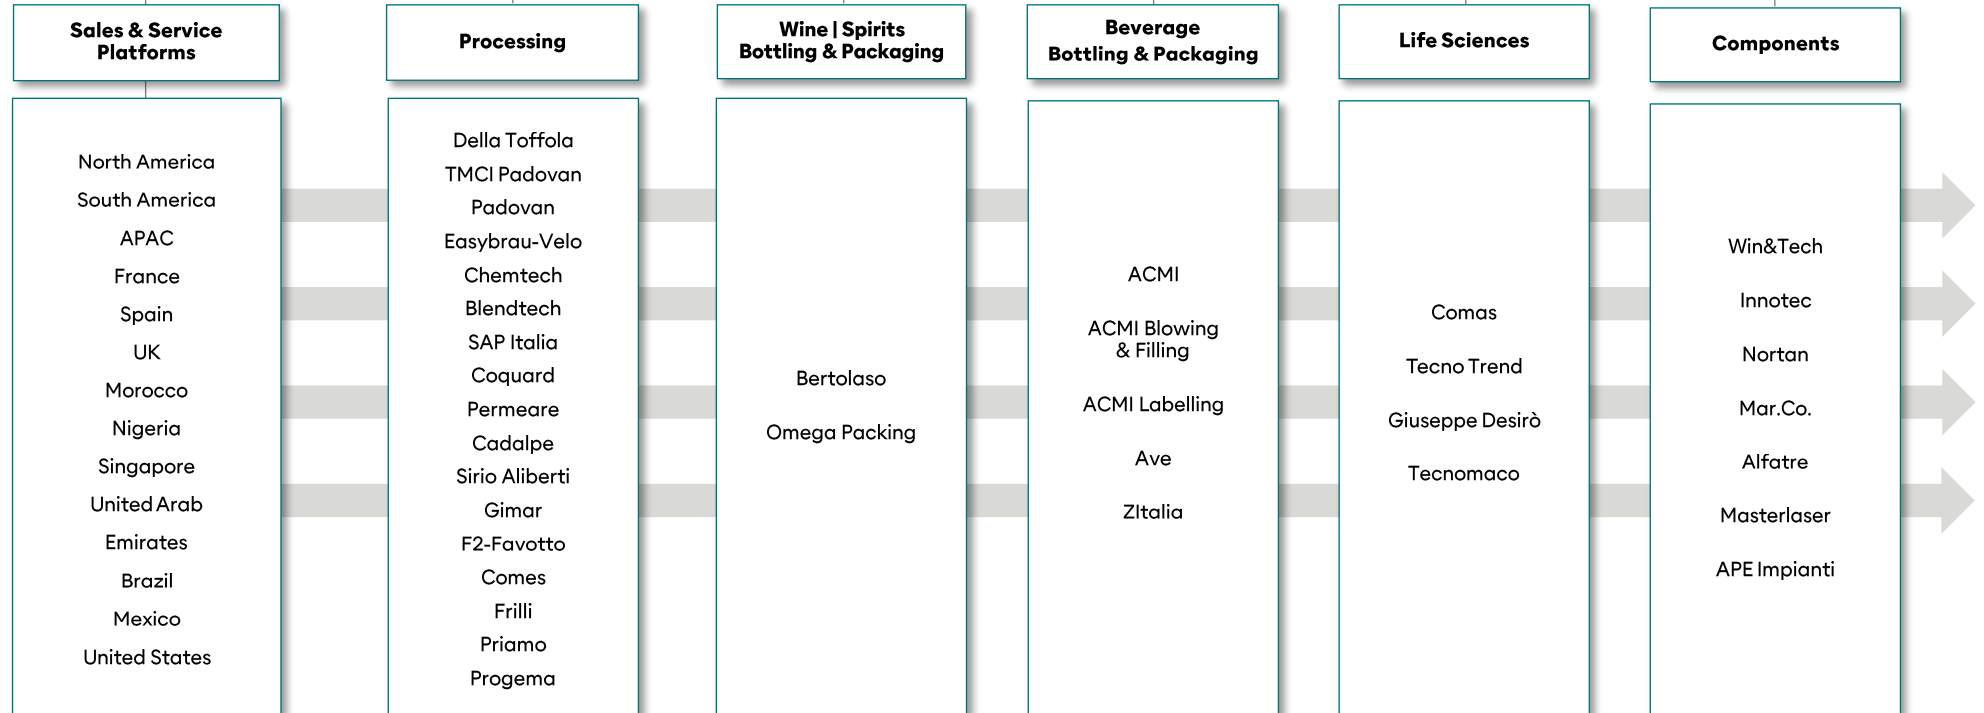 Sales & Service
Platforms
North America
South America
APAC
France
Spain
UK
Morocco
Nigeria
Singapore
United Arab
Emirates
Brazil
Mexico
United States
Processing
Della Toffola
TMCI Padovan
Padovan
Easybrau-Velo
Chemtech
Blendtech
SAP Italia
Coquard
Permeare
Cadalpe
Sirio Aliberti
Gimar
F2-Favotto
Comes
Frilli
Priamo
Progema
Wine | Spirits
Bottling & Packaging
Bertolaso
Omega Packing
Beverage
Bottling & Packaging
ACMI
ACMI Blowing
& Filling
ACMI Labelling
Ave
ZItalia
Life Sciences
Comas
Tecno Trend
Giuseppe Desirò
Tecnomaco
Components
Win&Tech
Innotec
Nortan
Mar.Co.
Alfatre
Masterlaser
APE Impianti